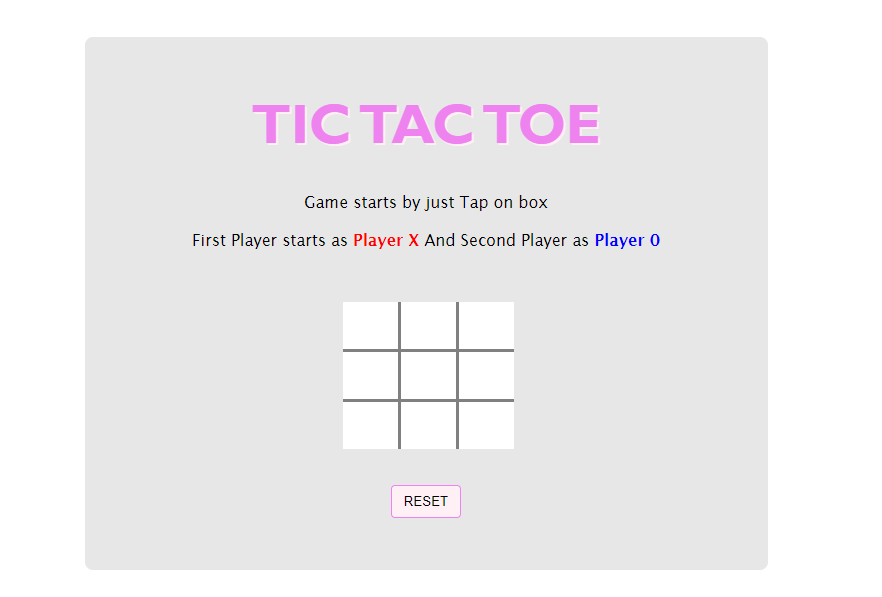 TIC TAC TOE
Game starts by just Tap on box
First Player starts as Player X And Second Player as Player 0
RESET